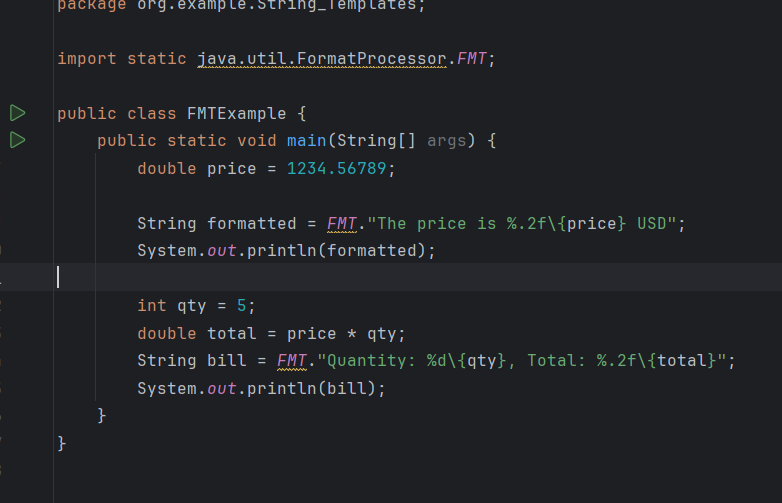 package org.example.String_Templates;
import static java.util.FormatProcessor.FMT;
public class FMTExample {
public static void main(String[] args) {
double price = 1234.56789;
String formatted = FMT."The price is %.2f\{price} USD";
System.out.println(formatted);
int qty = 5;
double total = price * qty;
String bill = FMT."Quantity: %d\{qty}, Total: %.2f\{total}";
System.out.println(bill);
}
}